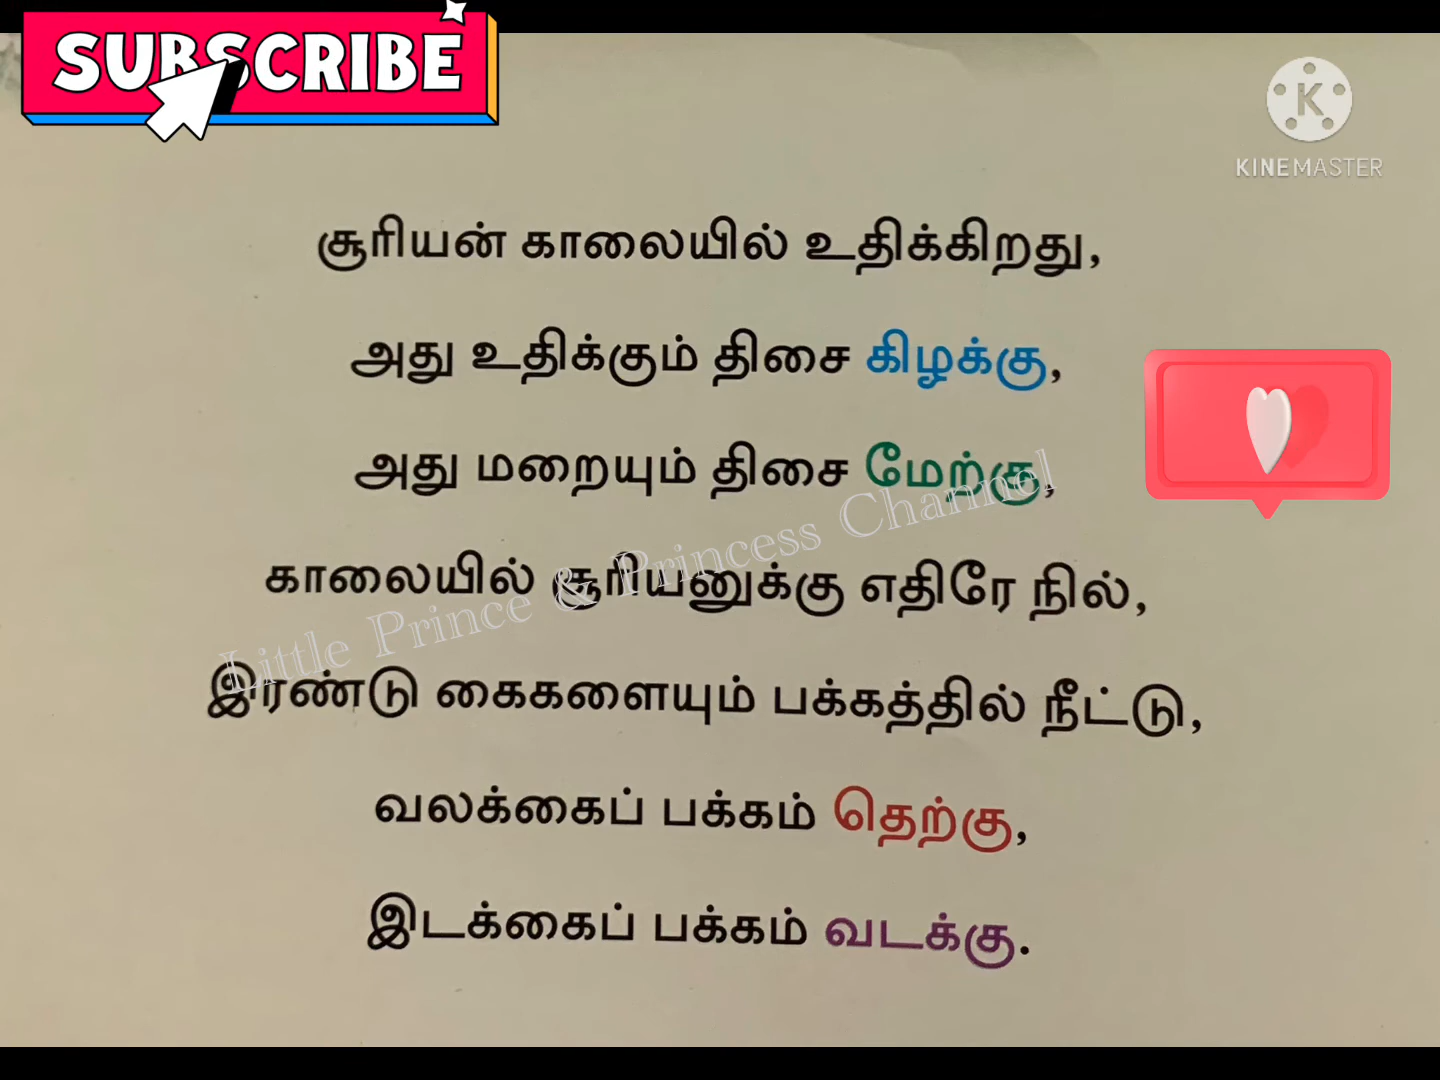 SUBSCRIBE
KINEMASTER
சூரியன் காலையில் உதிக்கிறது,
அது உதிக்கும் திசை கிழக்கு,
அது மறையும் திசை மேற்கு,
காலையில் சூரியனுக்கு எதிரே நில்,
இரண்டு கைகளையும் பக்கத்தில் நீட்டு,
வலக்கைப் பக்கம் தெற்கு,
இடக்கைப் பக்கம் வடக்கு.
Little Prince & Princess Channel